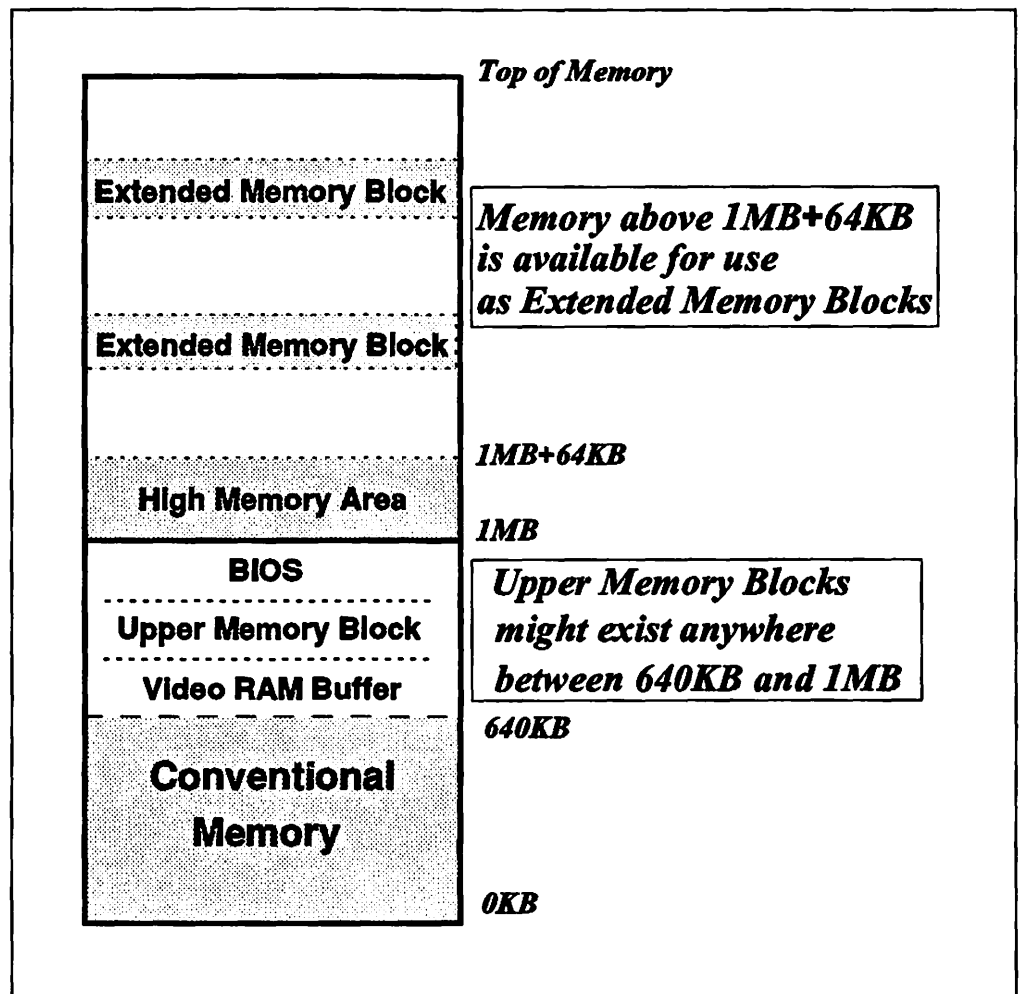 Top of Memory
Extended Memory Block
Memory above 1MB+64KB
is available for use
as Extended Memory Blocks
Extended Memory Block
1MB+64KB
High Memory Area
1MB
BIOS
Upper Memory Blocks
might exist anywhere
between 640KB and 1MB
Upper Memory Block
Video RAM Buffer
640KB
Conventional
Memory
0KB